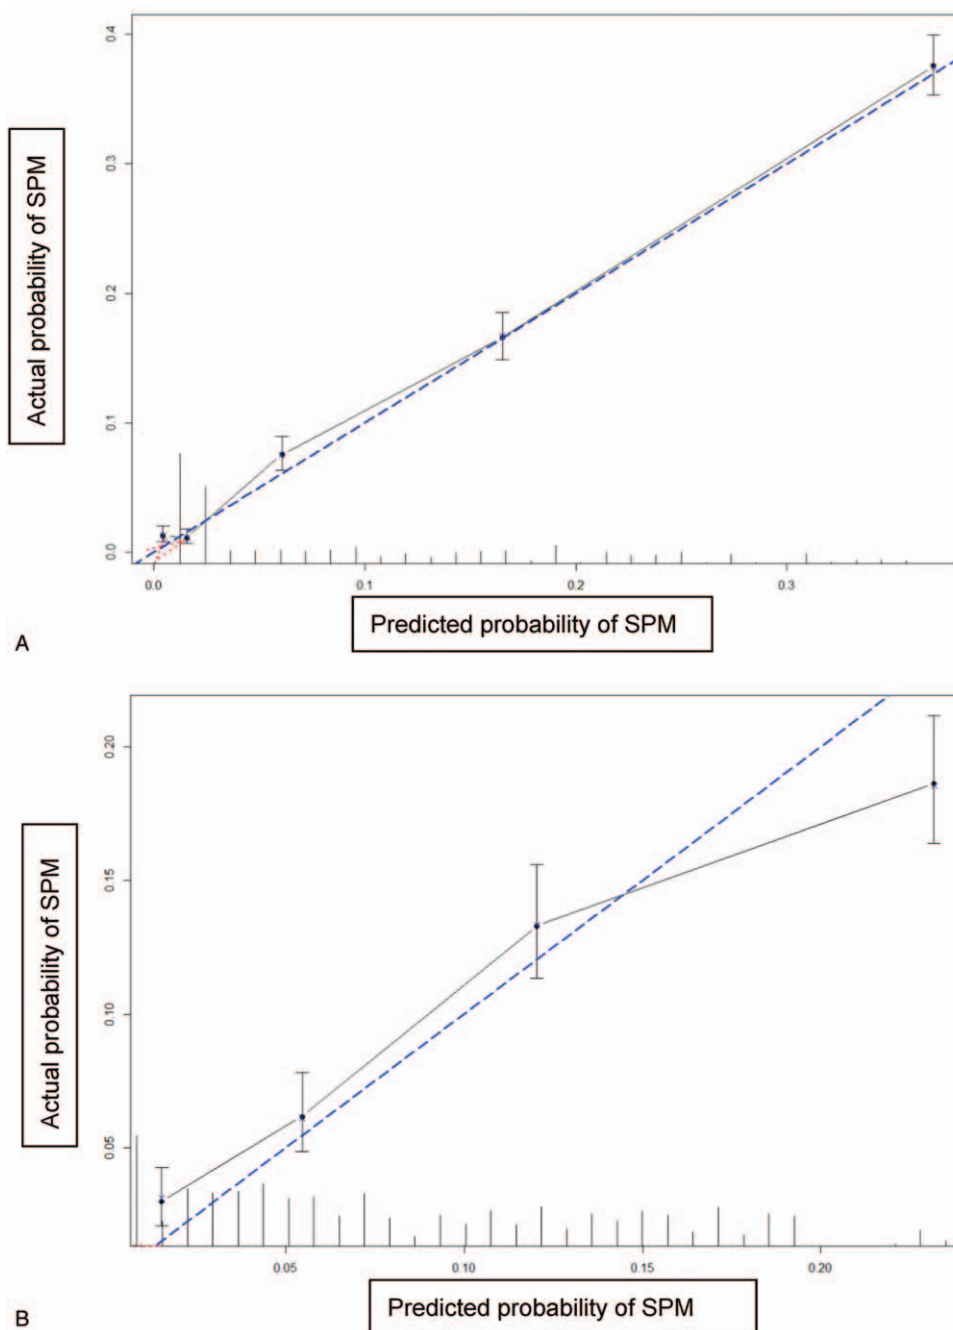 0.4
0.3
0.2
0.1
0.0
Actual probability of SPM
0.0 0.1 0.2 0.3
Predicted probability of SPM
A
0.20
0.15
0.10
0.05
Actual probability of SPM
0.05 0.10 0.15 0.20
Predicted probability of SPM
B